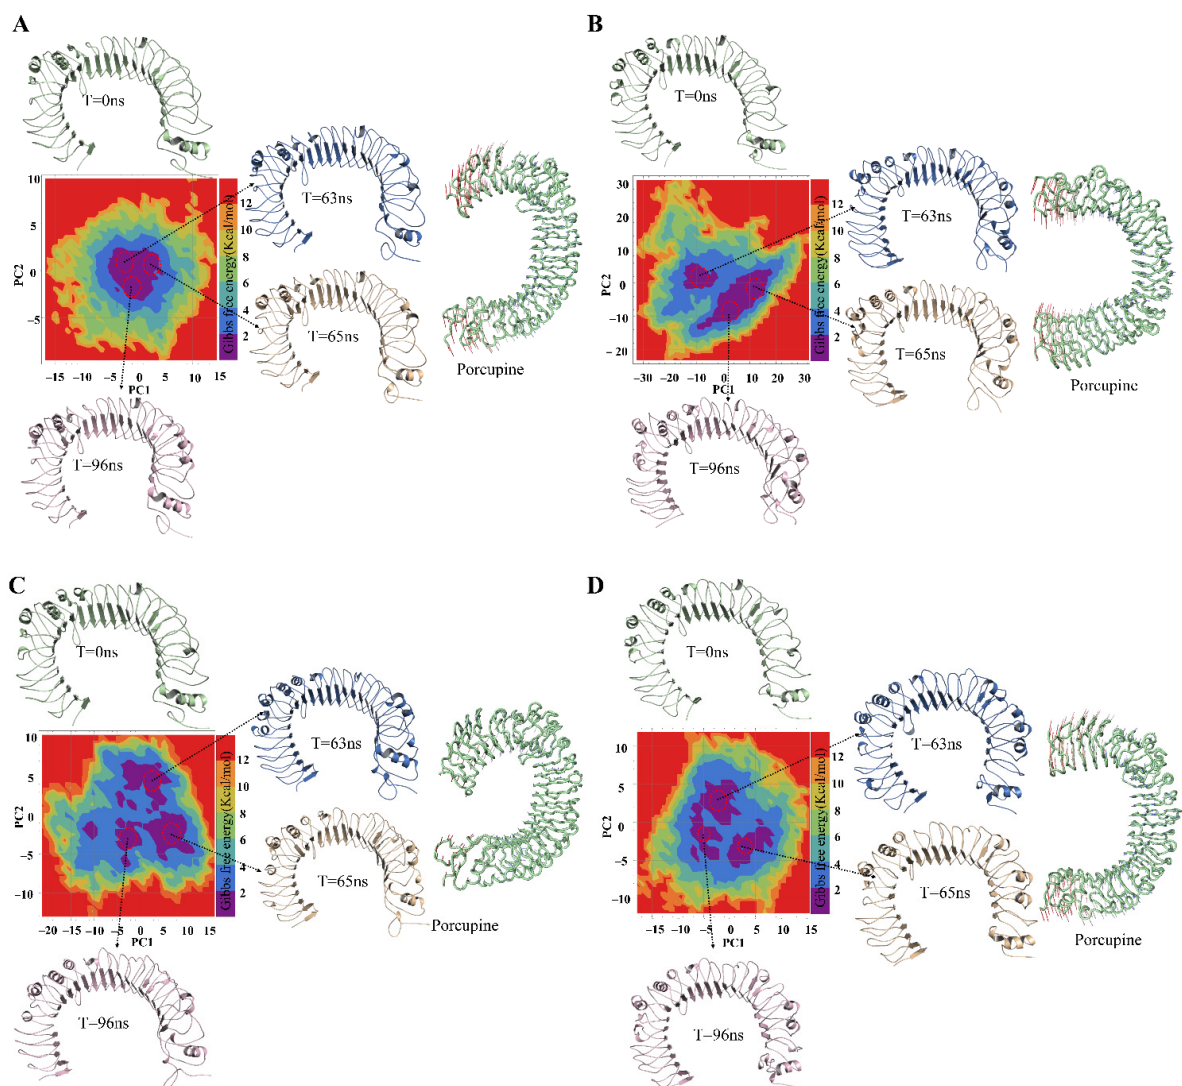 A
T=0ns
10
5
0
−5
PC2
−15
−10
−5
0
5
10
15
PC1
12
10
8
6
4
2
Gibbs free energy(Kcal/mol)
T=63ns
T=65ns
Porcupine
T−96ns
B
T=0ns
30
20
10
0
−10
−20
PC2
−30
−20
−10
0
10
20
30
PC1
12
10
8
6
4
2
Gibbs free energy(Kcal/mol)
T=63ns
T=65ns
Porcupine
T=96ns
C
T=0ns
10
5
0
−5
−10
PC2
−20
−15
−10
−5
0
5
10
15
PC1
12
10
8
6
4
2
Gibbs free energy(Kcal/mol)
T=63ns
T=65ns
Porcupine
T−96ns
D
T=0ns
10
5
0
−5
−10
PC2
−15
−10
−5
0
5
10
15
PC1
12
10
8
6
4
2
Gibbs free energy(Kcal/mol)
T−63ns
T−65ns
Porcupine
T−96ns